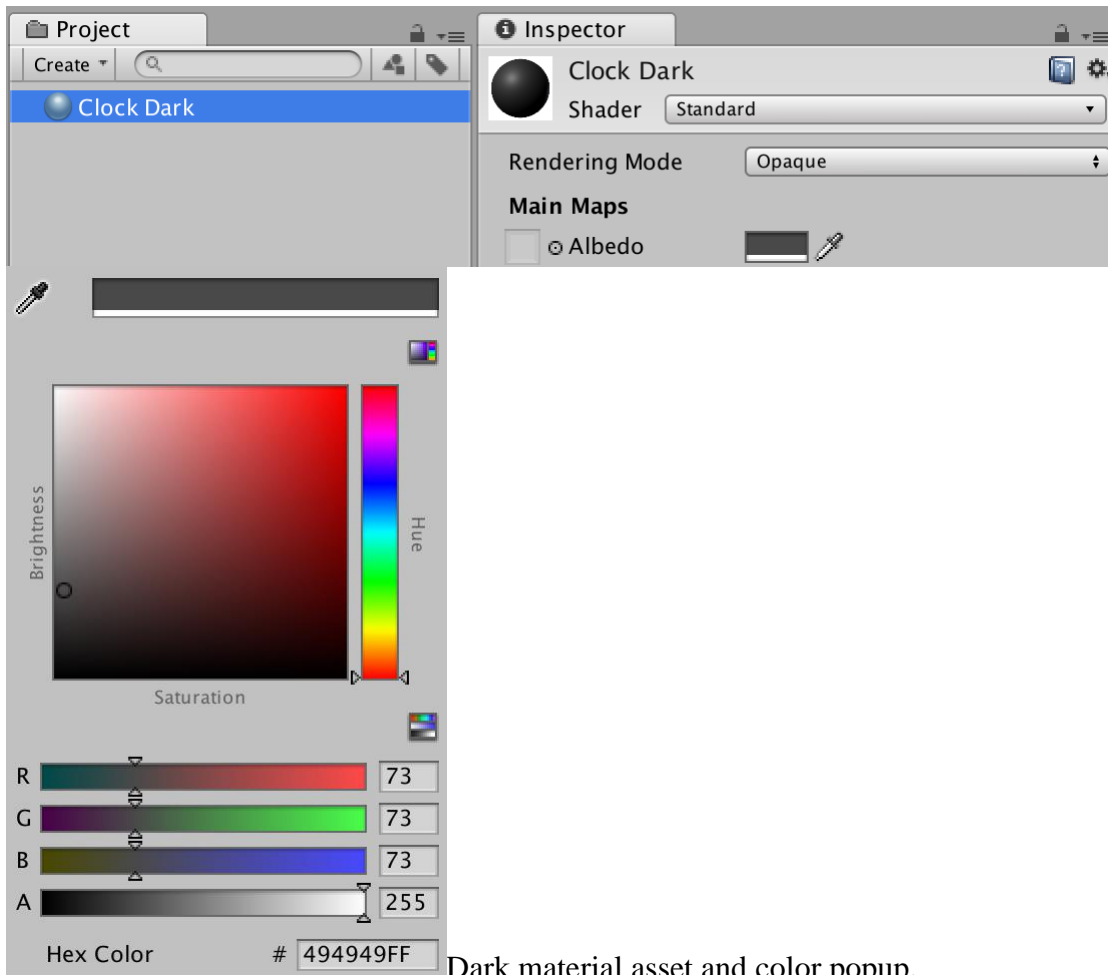 Project
Inspector
Create
Clock Dark
Clock Dark
Shader Standard
Rendering Mode Opaque
Main Maps
Albedo
Brightness
Hue
Saturation
R 73
G 73
B 73
A 255
Hex Color # 494949FF
Dark material asset and color popup.